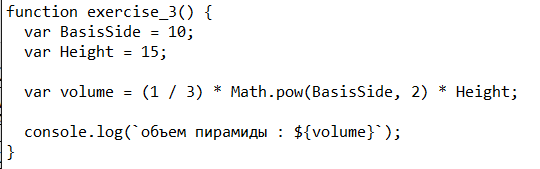 function exercise_3() {
  var BasisSide = 10;
  var Height = 15;

  var volume = (1 / 3) * Math.pow(BasisSide, 2) * Height;

  console.log(`объем пирамиды : ${volume}`);
}